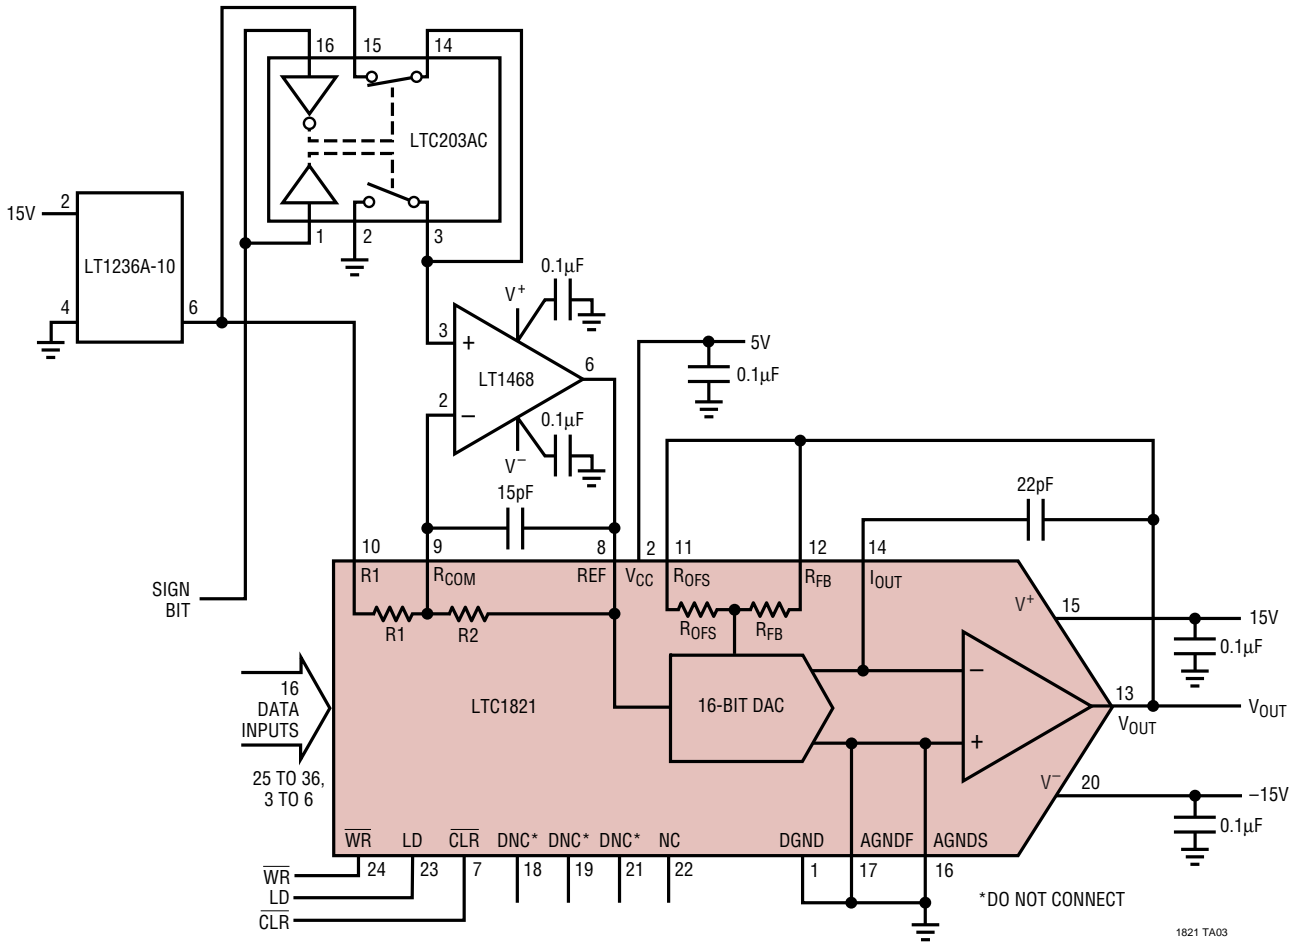 16 15 14
LTC203AC
1 2 3
15V
2
LT1236A-10
4
6
0.1µF
V+
3
+
LT1468
6
2
–
0.1µF
V–
15pF
5V
0.1µF
22pF
10 9 8 2 11 12 14
R1 RCOM REF VCC ROFS RFB IOUT
SIGN
BIT
R1 R2 ROFS RFB
V+
15
15V
0.1µF
16
DATA
INPUTS
25 TO 36,
3 TO 6
LTC1821
16-BIT DAC
–
+
13
VOUT
VOUT
V–
20
–15V
0.1µF
WR LD CLR DNC* DNC* DNC* NC DGND AGNDF AGNDS
24 23 7 18 19 21 22 1 17 16
WR
LD
CLR
*DO NOT CONNECT
1821 TA03